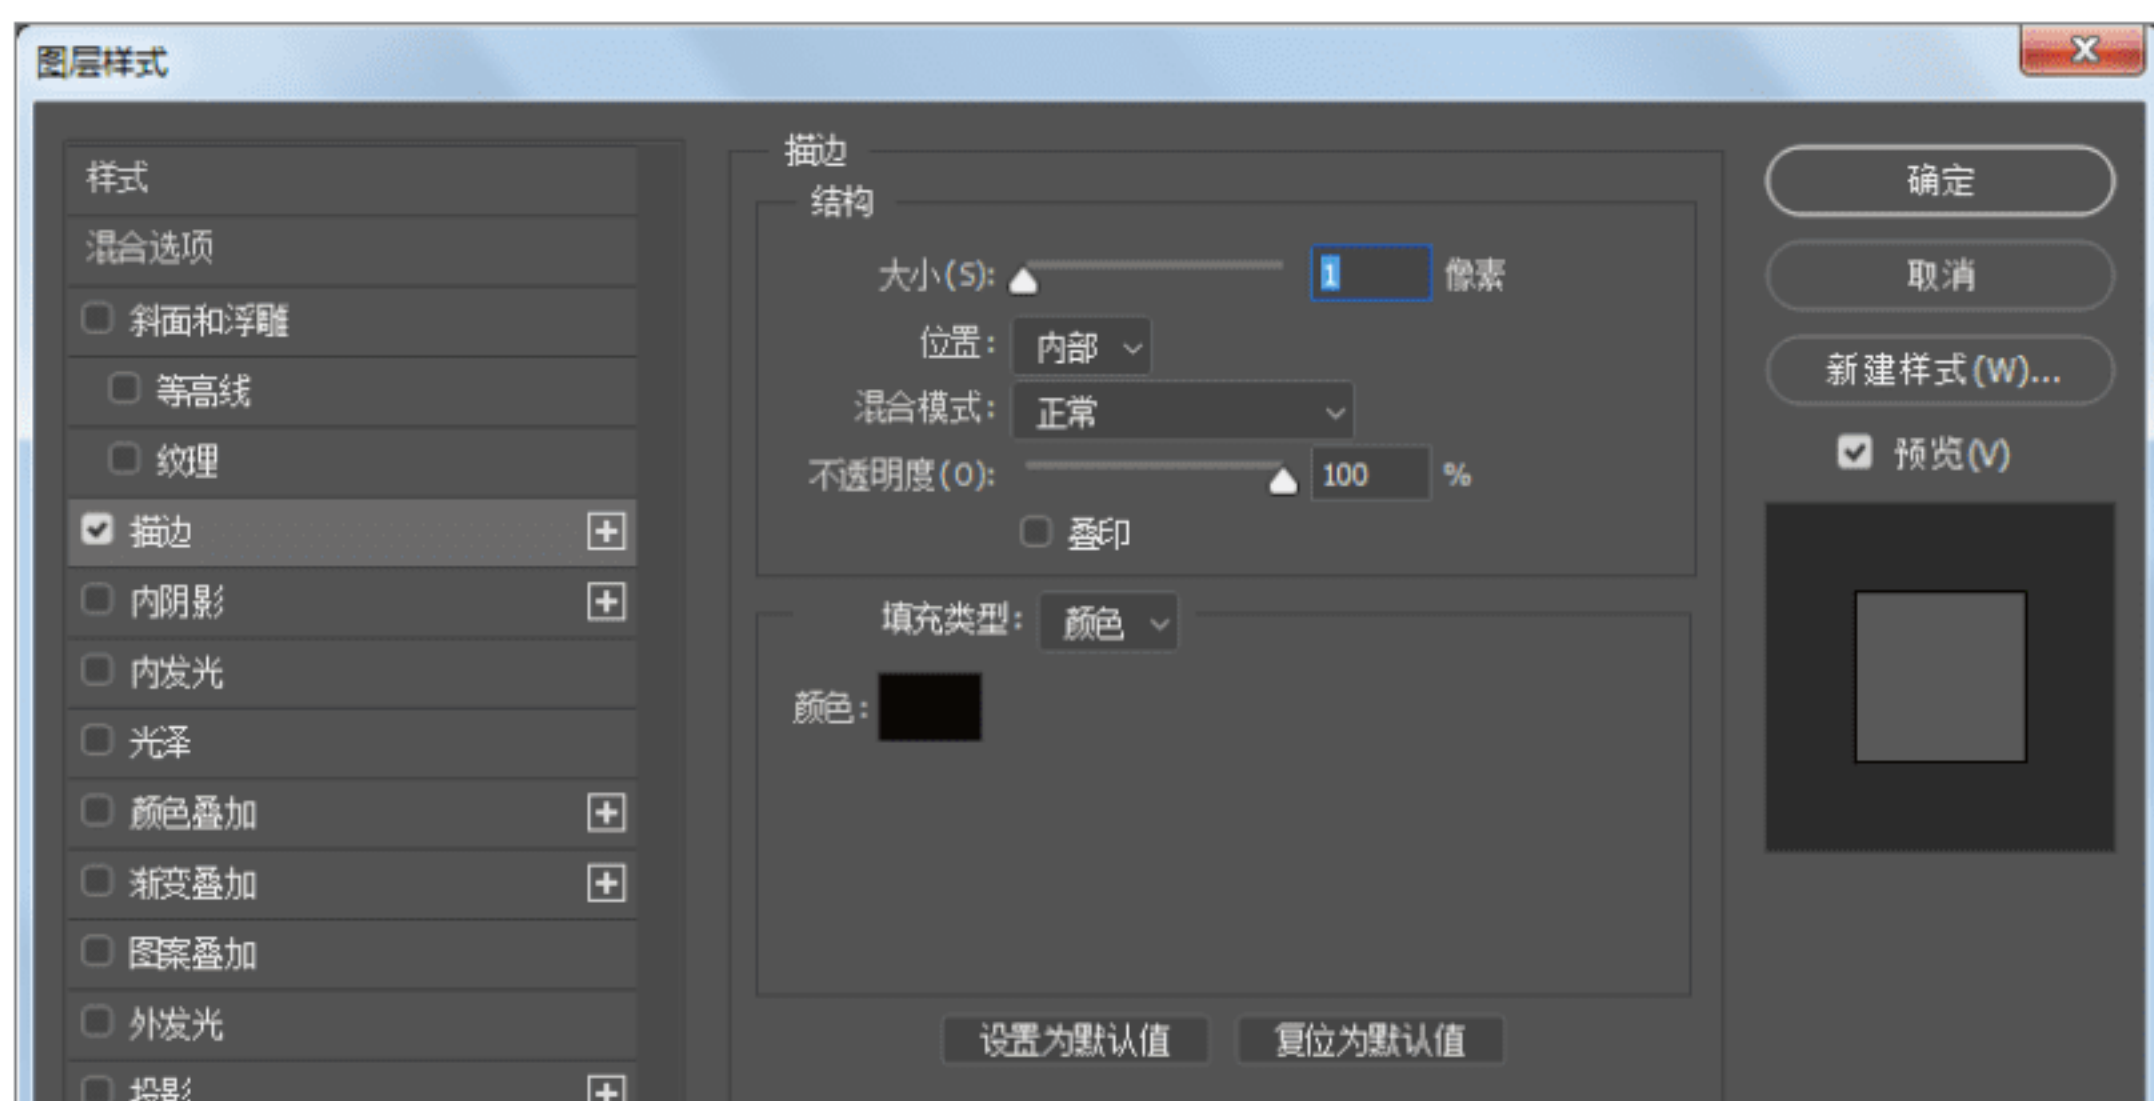 图层样式
样式
混合选项
斜面和浮雕
等高线
纹理
描边
内阴影
内发光
光泽
颜色叠加
渐变叠加
图案叠加
外发光
投影
描边
结构
大小(S): 1 像素
位置: 内部
混合模式: 正常
不透明度(O): 100 %
叠印
填充类型: 颜色
颜色:
设置为默认值 复位为默认值
确定
取消
新建样式(W)...
预览(V)